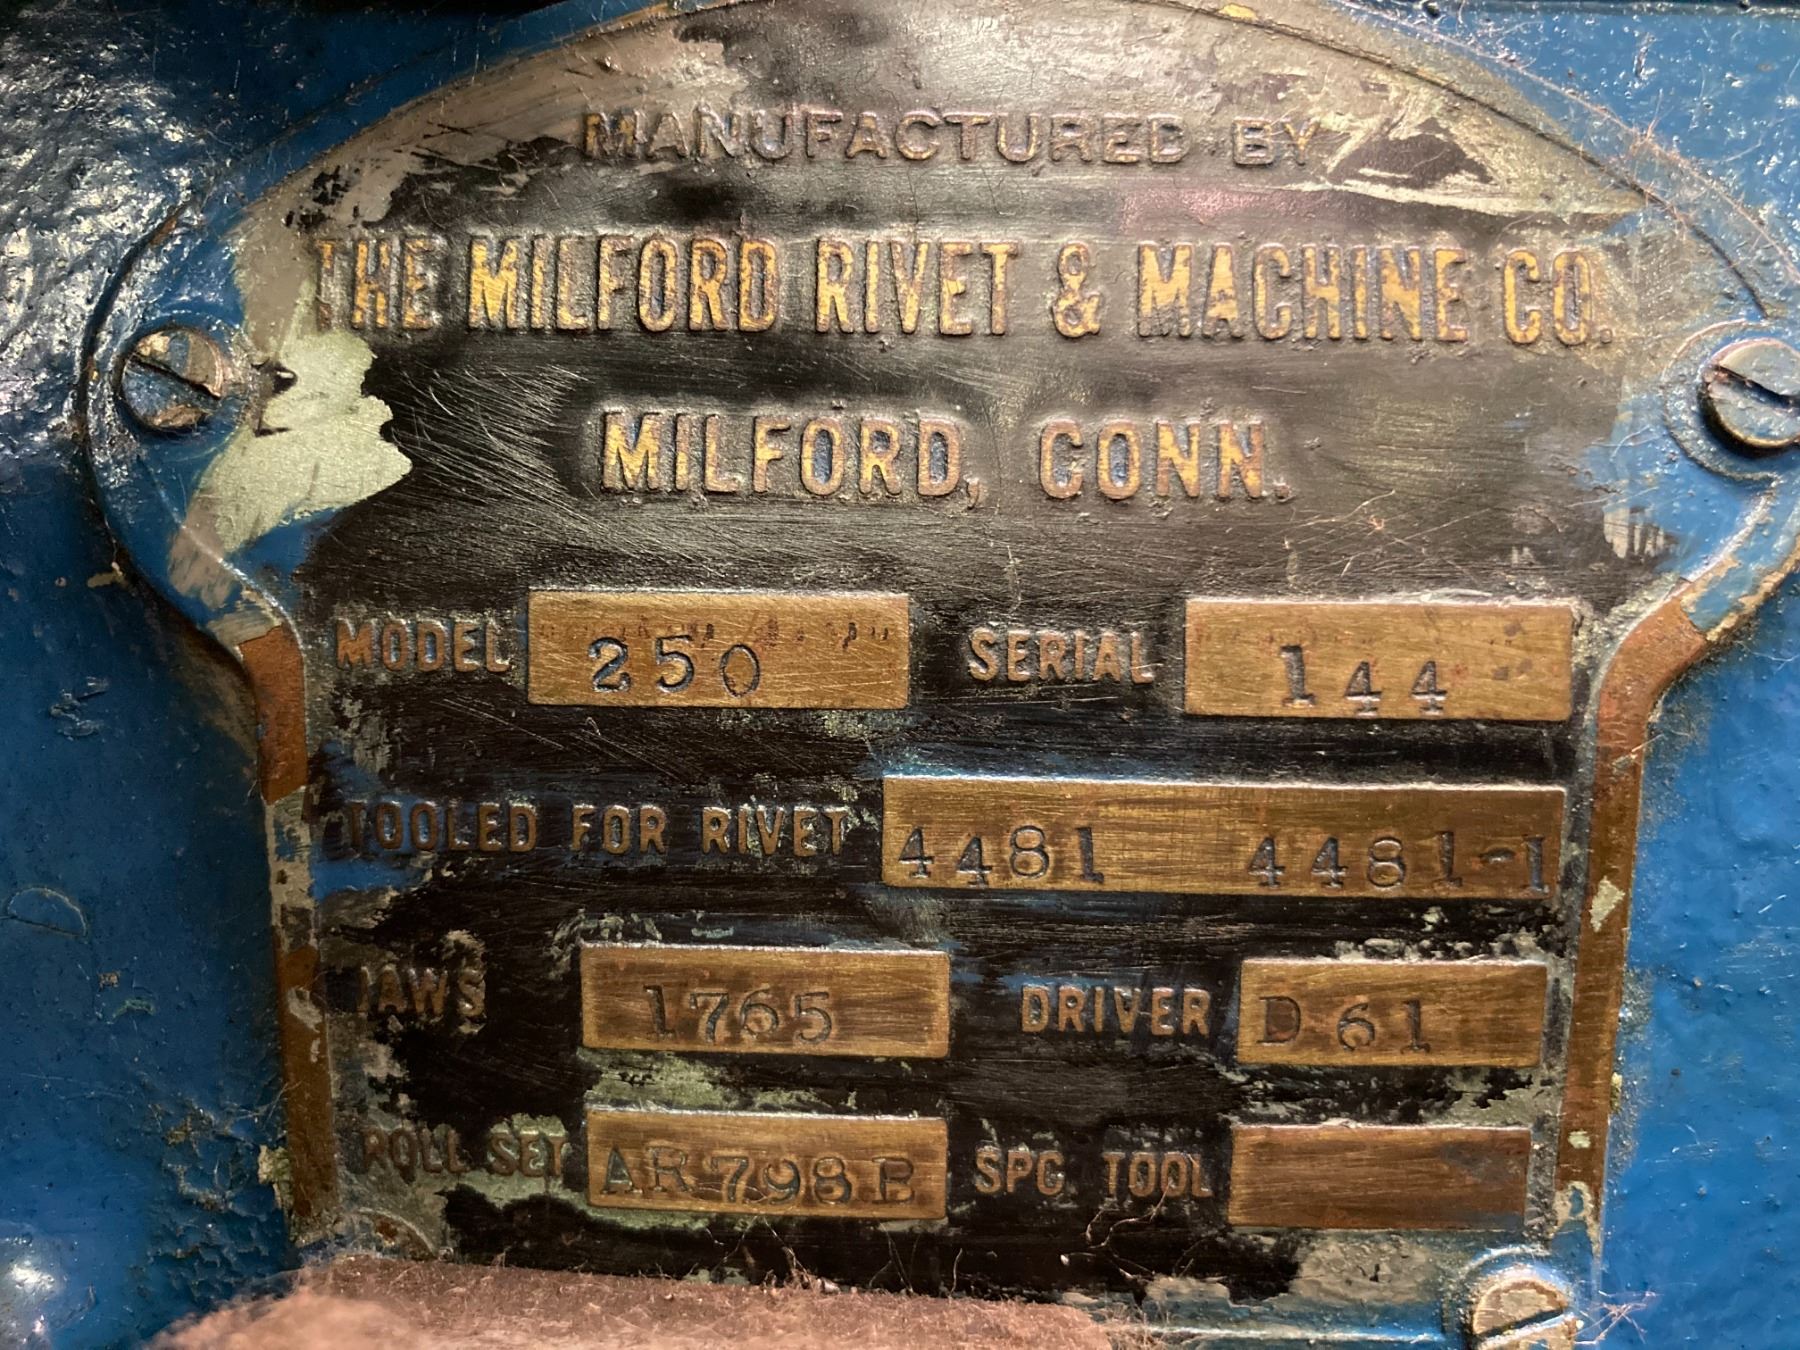 MANUFACTURED BY
THE MILFORD RIVET & MACHINE CO.
MILFORD, CONN.
MODEL 250 SERIAL 144
TOOLED FOR RIVET 4481 4481-1
JAWS 1765 DRIVER D 61
ROLL SET AR798B SPC. TOOL